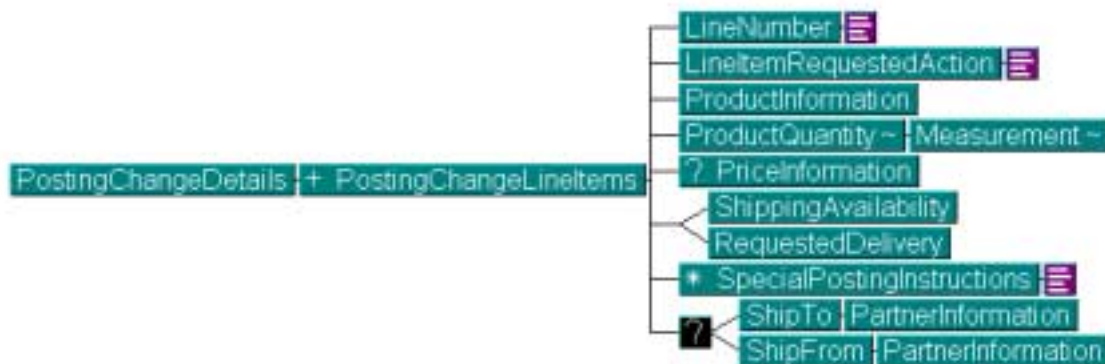 LineNumber
LineItemRequestedAction
ProductInformation
ProductQuantity ~ Measurement ~
PostingChangeDetails + PostingChangeLineItems
? PriceInformation
ShippingAvailability
RequestedDelivery
* SpecialPostingInstructions
? ShipTo PartnerInformation
ShipFrom PartnerInformation